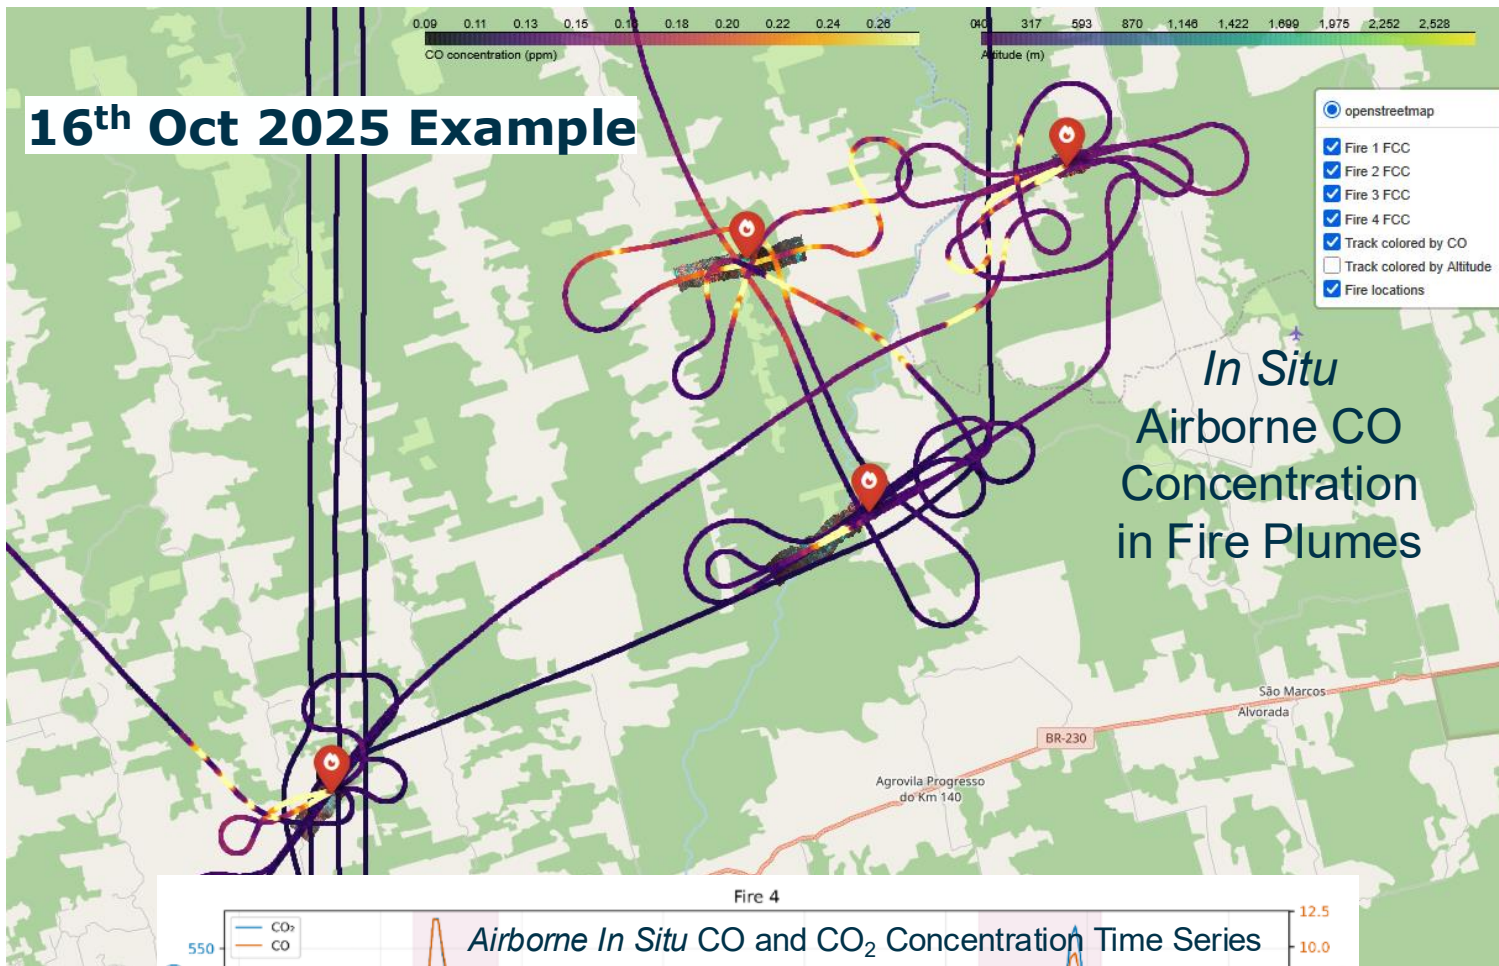 0.09 0.11 0.13 0.15 0.16 0.18 0.20 0.22 0.24 0.26
CO concentration (ppm)
317 593 870 1,146 1,422 1,699 1,975 2,252 2,528
Altitude (m)
16th Oct 2025 Example
openstreetmap
Fire 1 FCC
Fire 2 FCC
Fire 3 FCC
Fire 4 FCC
Track colored by CO
Track colored by Altitude
Fire locations
In Situ
Airborne CO
Concentration
in Fire Plumes
São Marcos
Alvorada
BR-230
Agrovila Progresso
do Km 140
Fire 4
CO₂
CO
Airborne In Situ CO and CO₂ Concentration Time Series
550
12.5
10.0